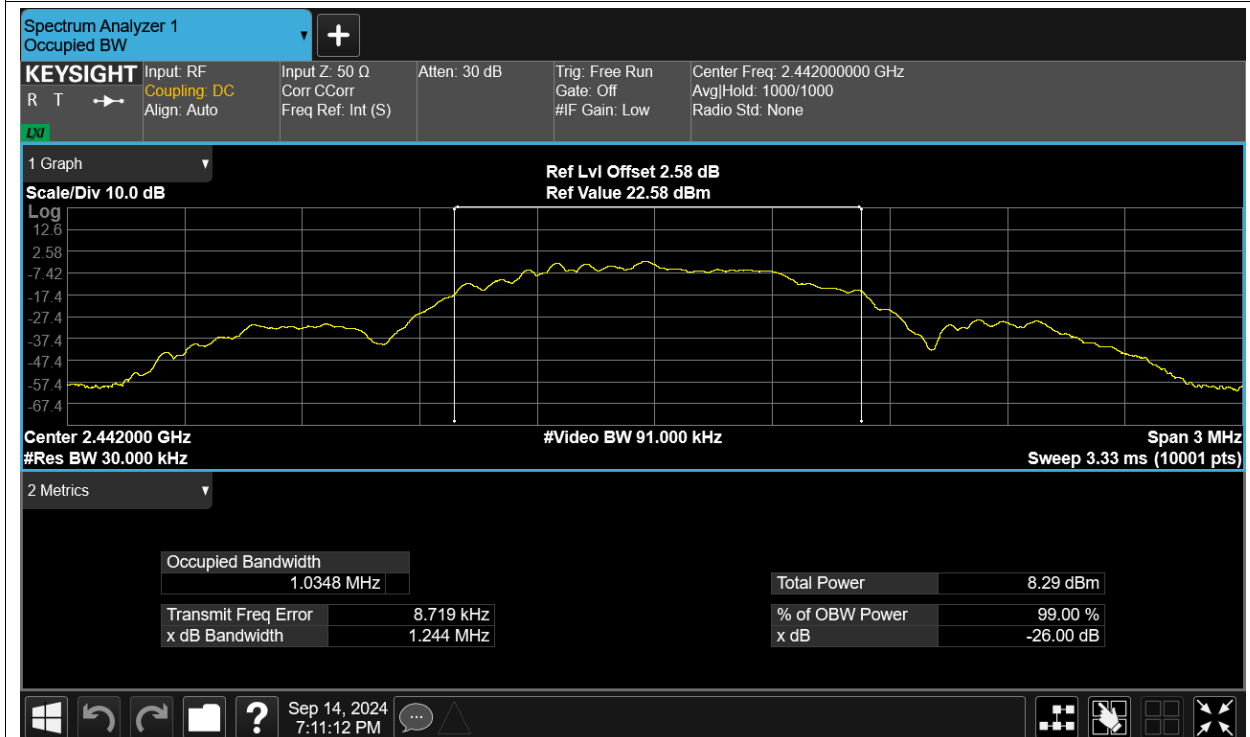 Spectrum Analyzer 1
Occupied BW
KEYSIGHT
R T
LXI
Input: RF
Coupling: DC
Align: Auto
Input Z: 50 Ω
Corr CCorr
Freq Ref: Int (S)
Atten: 30 dB
Trig: Free Run
Gate: Off
#IF Gain: Low
Center Freq: 2.442000000 GHz
Avg|Hold: 1000/1000
Radio Std: None
1 Graph
Scale/Div 10.0 dB
Ref Lvl Offset 2.58 dB
Ref Value 22.58 dBm
Log
12.6
2.58
-7.42
-17.4
-27.4
-37.4
-47.4
-57.4
-67.4
Center 2.442000 GHz
#Res BW 30.000 kHz
#Video BW 91.000 kHz
Span 3 MHz
Sweep 3.33 ms (10001 pts)
2 Metrics
Occupied Bandwidth
1.0348 MHz
Transmit Freq Error 8.719 kHz
x dB Bandwidth 1.244 MHz
Total Power 8.29 dBm
% of OBW Power 99.00 %
x dB -26.00 dB
?
Sep 14, 2024
7:11:12 PM